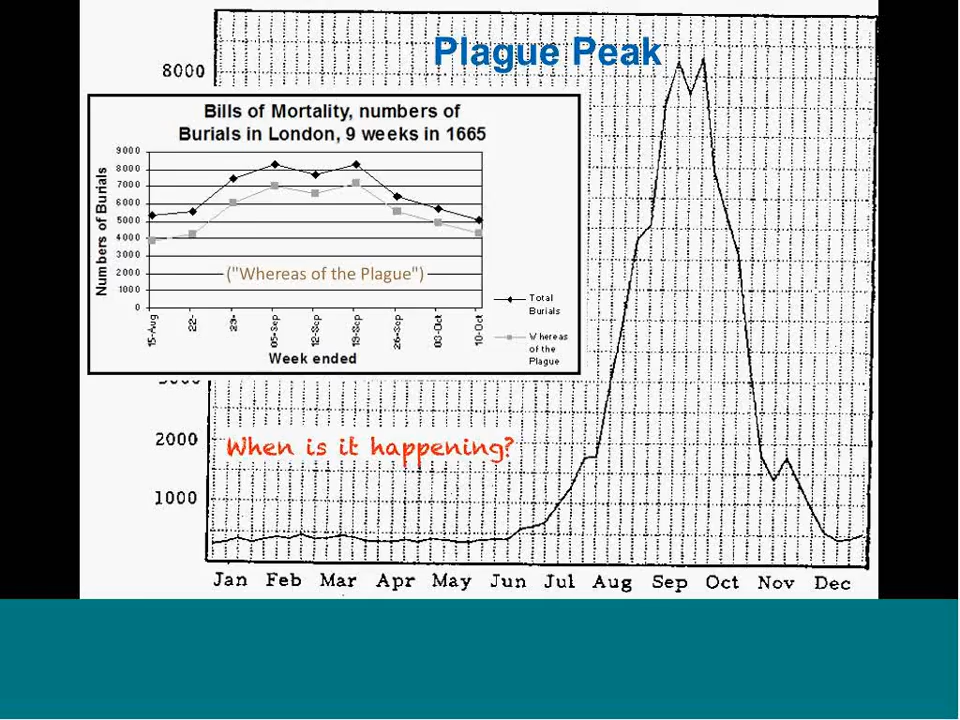 Plague Peak
8000
Bills of Mortality, numbers of
Burials in London, 9 weeks in 1665
Numbers of Burials
9000
8000
7000
6000
5000
4000
3000
2000
1000
0
("Whereas of the Plague")
15-Aug
22-
23-
05-Sep
12-Sep
19-Sep
26-Sep
03-Oct
10-Oct
Week ended
Total
Burials
Whereas
of the
Plague
2000
When is it happening?
1000
Jan Feb Mar Apr May Jun Jul Aug Sep Oct Nov Dec